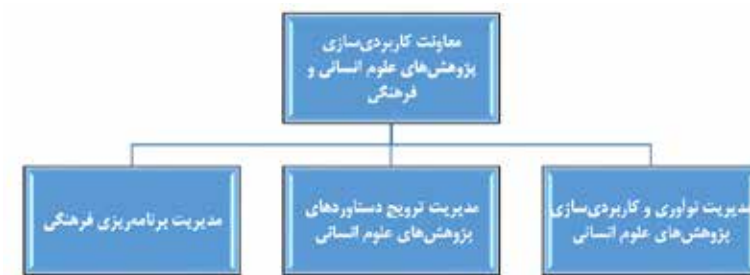 معاونت کاربردی‌سازی
پژوهش‌های علوم انسانی و
فرهنگی
مدیریت نوآوری و کاربردی‌سازی
پژوهش‌های علوم انسانی
مدیریت ترویج دستاوردهای
پژوهش‌های علوم انسانی
مدیریت برنامه‌ریزی فرهنگی